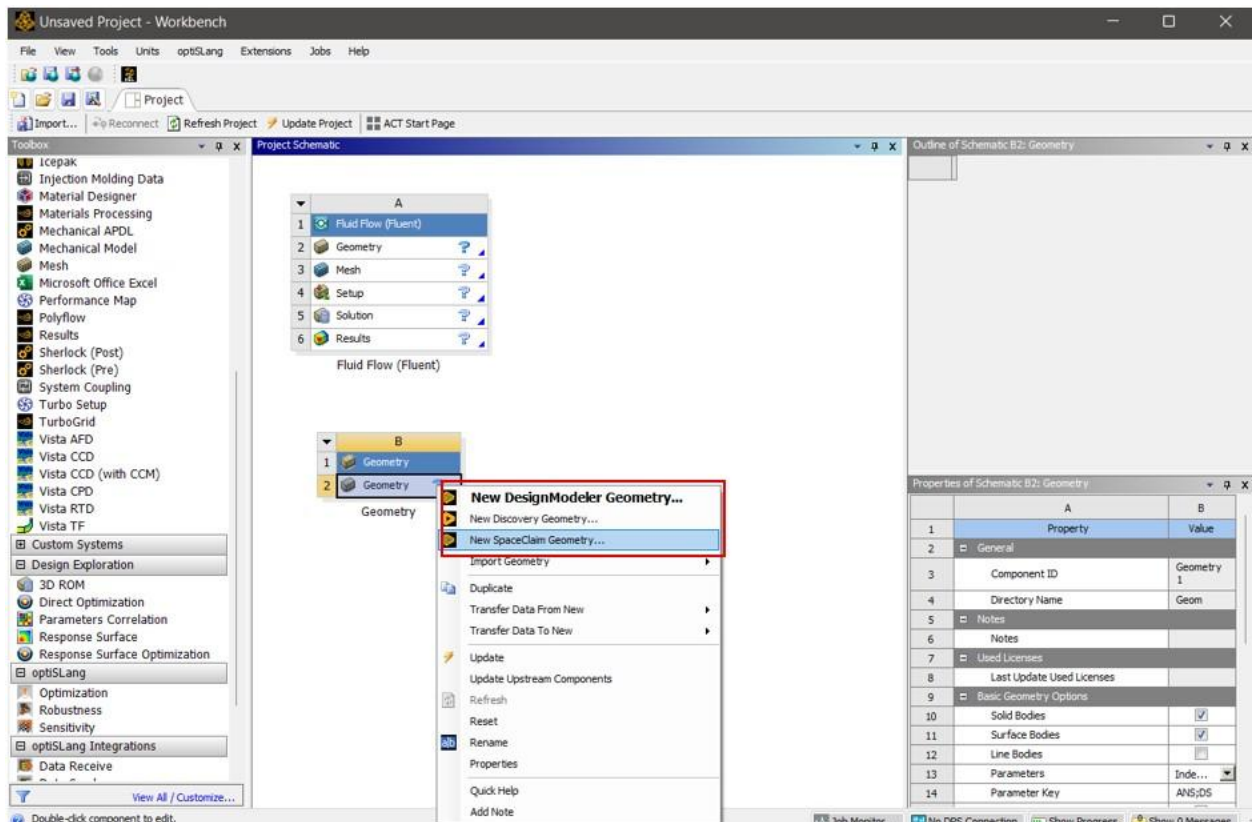 Unsaved Project - Workbench
File View Tools Units optiSLang Extensions Jobs Help
Project
Import... Reconnect Refresh Project Update Project ACT Start Page
Toolbox
Icepak
Injection Molding Data
Material Designer
Materials Processing
Mechanical APDL
Mechanical Model
Mesh
Microsoft Office Excel
Performance Map
Polyflow
Results
Sherlock (Post)
Sherlock (Pre)
System Coupling
Turbo Setup
TurboGrid
Vista AFD
Vista CCD
Vista CCD (with CCM)
Vista CPD
Vista RTD
Vista TF
Custom Systems
Design Exploration
3D ROM
Direct Optimization
Parameters Correlation
Response Surface
Response Surface Optimization
optiSLang
Optimization
Robustness
Sensitivity
optiSLang Integrations
Data Receive
View All / Customize...
Project Schematic
A
1 Fluid Flow (Fluent)
2 Geometry ?
3 Mesh ?
4 Setup ?
5 Solution ?
6 Results ?
Fluid Flow (Fluent)
B
1 Geometry
2 Geometry
Geometry
New DesignModeler Geometry...
New Discovery Geometry...
New SpaceClaim Geometry...
Import Geometry
Duplicate
Transfer Data From New
Transfer Data To New
Update
Update Upstream Components
Refresh
Reset
Rename
Properties
Quick Help
Add Note
Outline of Schematic B2: Geometry
Properties of Schematic B2: Geometry
A B
1 Property Value
2 General
3 Component ID Geometry 1
4 Directory Name Geom
5 Notes
6 Notes
7 Used Licenses
8 Last Update Used Licenses
9 Basic Geometry Options
10 Solid Bodies
11 Surface Bodies
12 Line Bodies
13 Parameters Inde...
14 Parameter Key ANS;DS
Double-click component to edit.
Job Monitor... No DPS Connection Show Progress Show 0 Messages